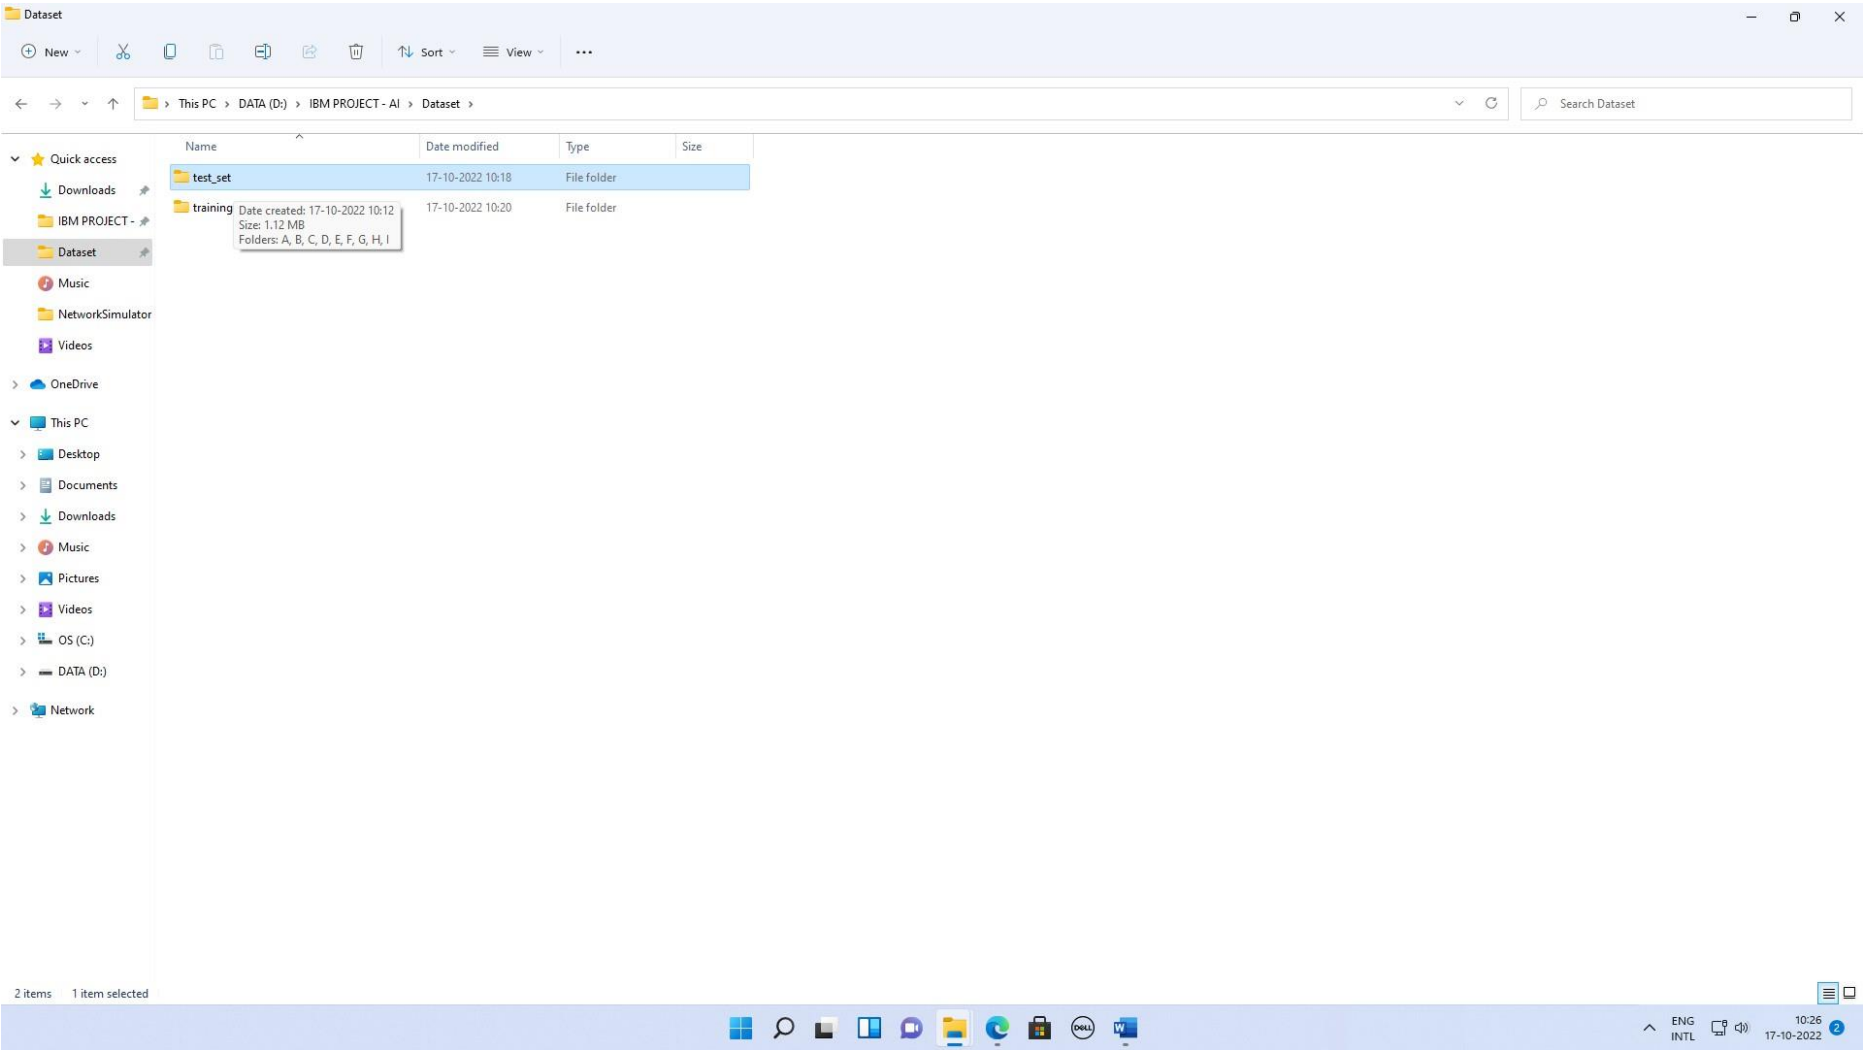 Dataset
New
Sort
View
This PC > DATA (D:) > IBM PROJECT - AI > Dataset >
Search Dataset
Name
Date modified
Type
Size
Quick access
Downloads
IBM PROJECT -
Dataset
Music
NetworkSimulator
Videos
OneDrive
This PC
Desktop
Documents
Downloads
Music
Pictures
Videos
OS (C:)
DATA (D:)
Network
test_set 17-10-2022 10:18 File folder
training 17-10-2022 10:20 File folder
Date created: 17-10-2022 10:12
Size: 1.12 MB
Folders: A, B, C, D, E, F, G, H, I
2 items 1 item selected
DELL
W
ENG
INTL
10:26
17-10-2022
2